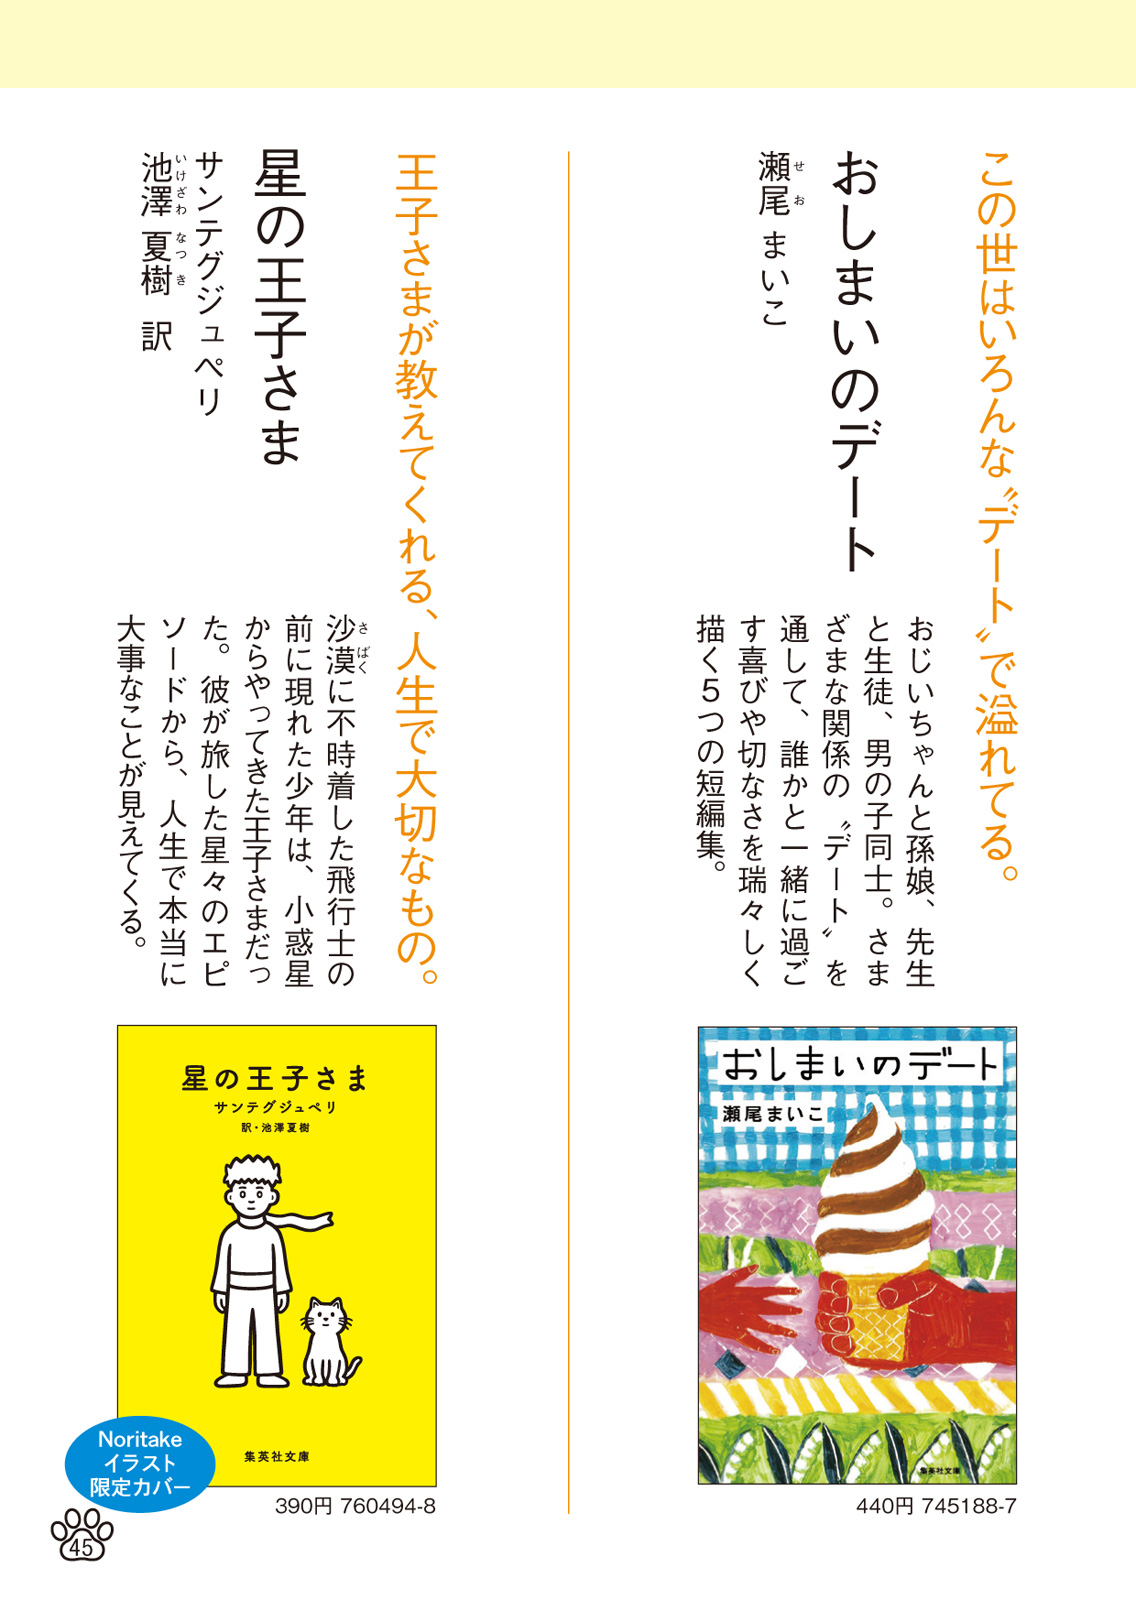 この世はいろんな〝デート〟で溢れてる。
おしまいのデート
瀬尾 まいこ
せ お
おじいちゃんと孫娘、先生
と生徒、男の子同士。さま
ざまな関係の〝デート〟を
通して、誰かと一緒に過ご
す喜びや切なさを瑞々しく
描く5つの短編集。
おしまいのデート
瀬尾まいこ
集英社文庫
440円 745188-7
王子さまが教えてくれる、人生で大切なもの。
星の王子さま
サンテグジュペリ
池澤 夏樹 訳
いけざわ なつ き
沙漠に不時着した飛行士の
さ ばく
前に現れた少年は、小惑星
からやってきた王子さまだっ
た。彼が旅した星々のエピ
ソードから、人生で本当に
大事なことが見えてくる。
星の王子さま
サンテグジュペリ
訳・池澤夏樹
集英社文庫
Noritake
イラスト
限定カバー
390円 760494-8
45